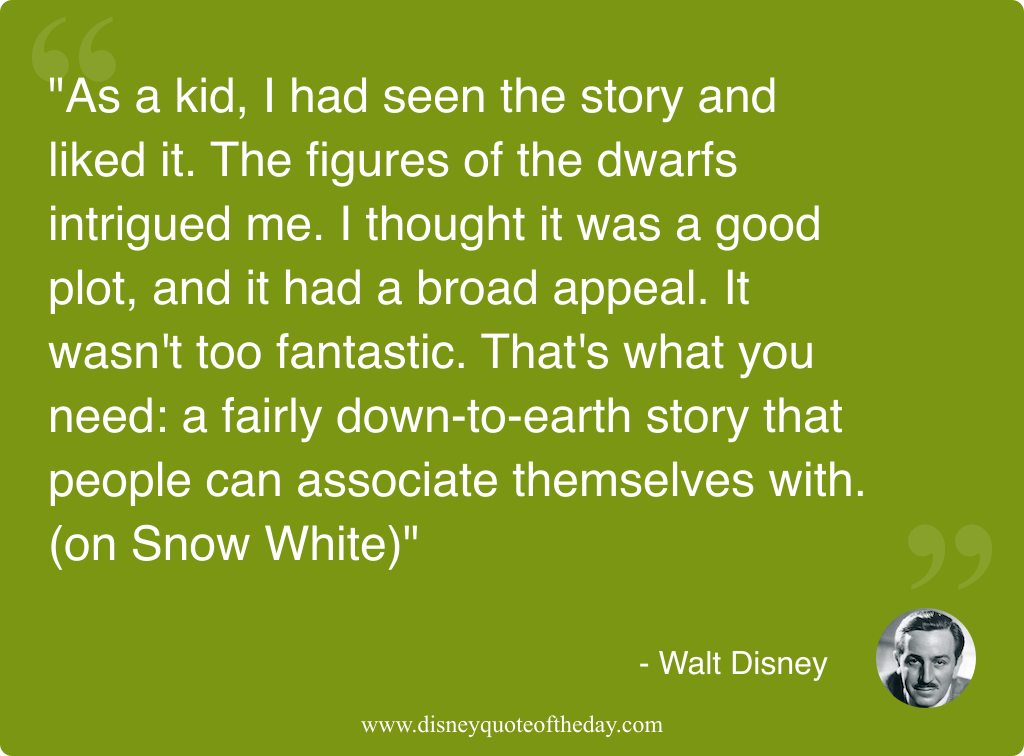 "As a kid, I had seen the story and
liked it. The figures of the dwarfs
intrigued me. I thought it was a good
plot, and it had a broad appeal. It
wasn't too fantastic. That's what you
need: a fairly down-to-earth story that
people can associate themselves with.
(on Snow White)"
- Walt Disney
www.disneyquoteoftheday.com